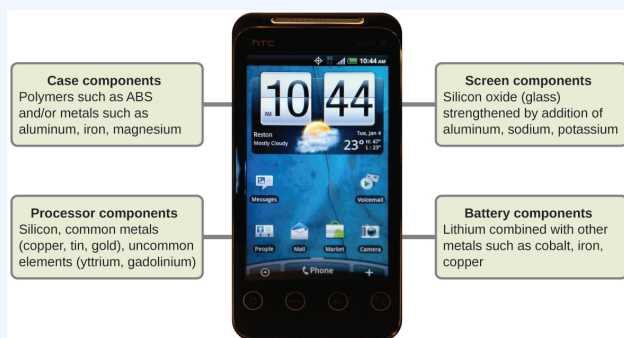 Case components
Polymers such as ABS
and/or metals such as
aluminum, iron, magnesium
Processor components
Silicon, common metals
(copper, tin, gold), uncommon
elements (yttrium, gadolinium)
hTC
10:44 AM
10 44
AM
Reston
Mostly Cloudy
Tue, Jan 4
23° H: 47°
L: 23°
Messages
Voicemail
People Mail Market Camera
Phone
Screen components
Silicon oxide (glass)
strengthened by addition of
aluminum, sodium, potassium
Battery components
Lithium combined with other
metals such as cobalt, iron,
copper